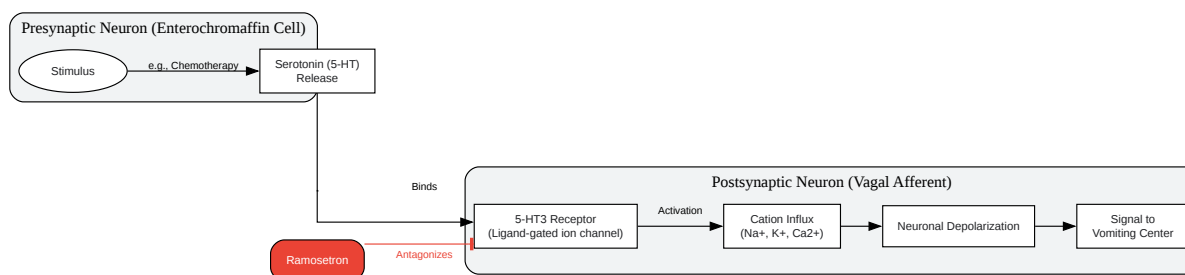 Presynaptic Neuron (Enterochromaffin Cell)
Stimulus
e.g., Chemotherapy
Serotonin (5-HT)
Release
Binds
Postsynaptic Neuron (Vagal Afferent)
5-HT3 Receptor
(Ligand-gated ion channel)
Activation
Cation Influx
(Na+, K+, Ca2+)
Neuronal Depolarization
Signal to
Vomiting Center
Ramosetron
Antagonizes